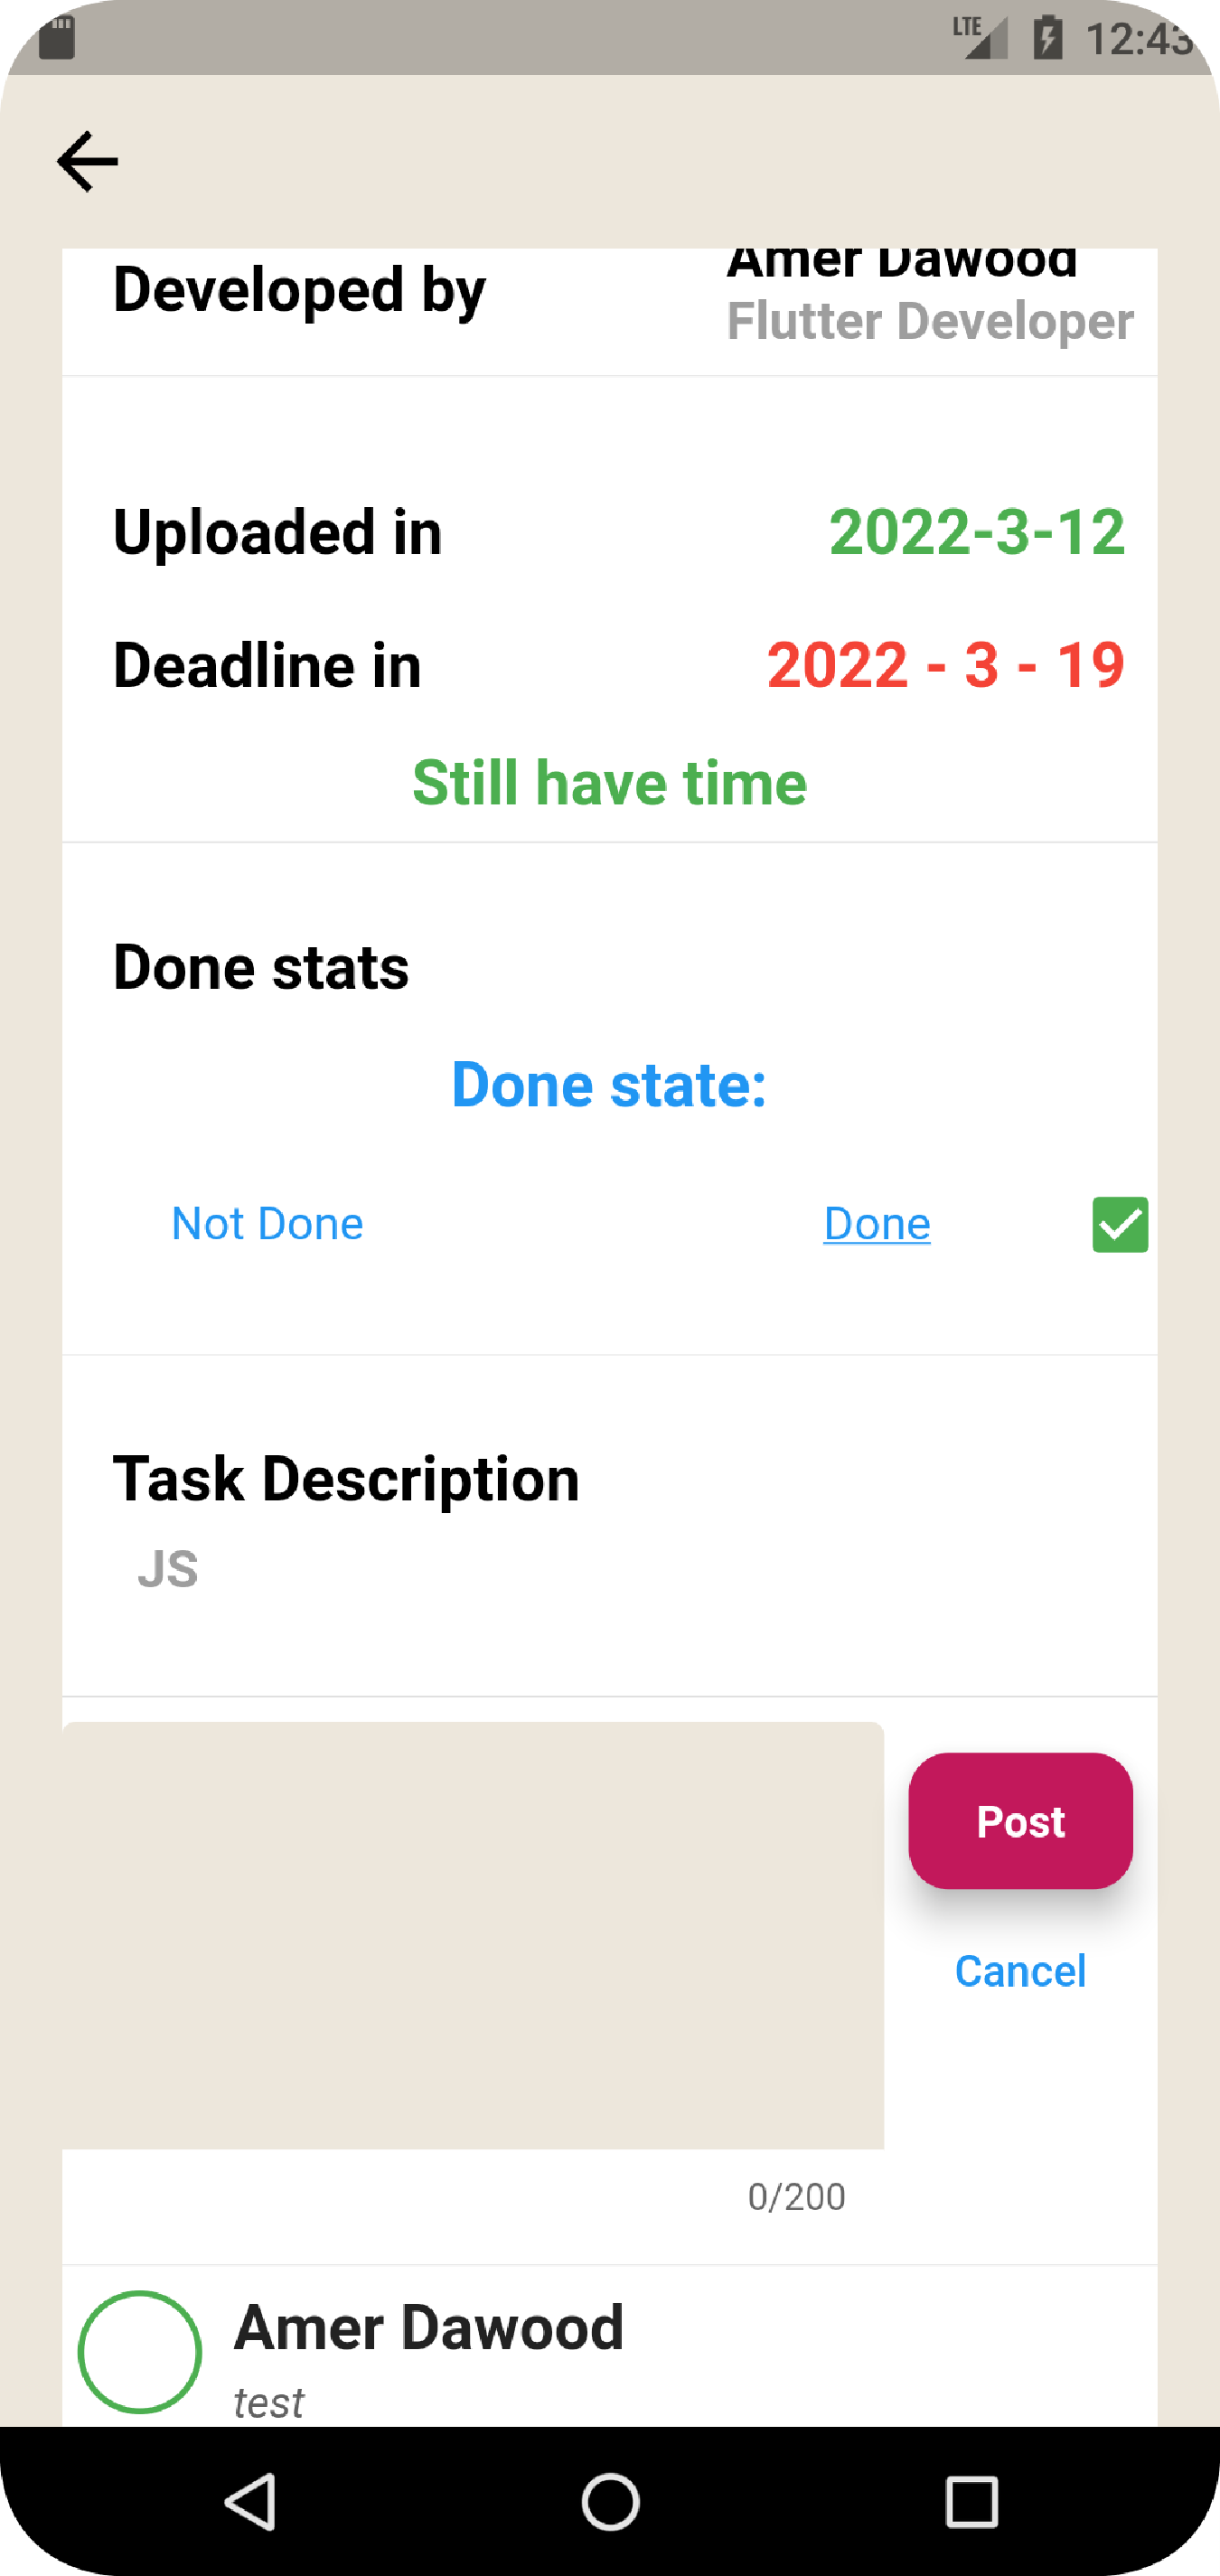 LTE 12:43
Amer Dawood
Developed by
Flutter Developer
Uploaded in 2022-3-12
Deadline in 2022 - 3 - 19
Still have time
Done stats
Done state:
Not Done Done
Task Description
JS
Post
Cancel
0/200
Amer Dawood
test